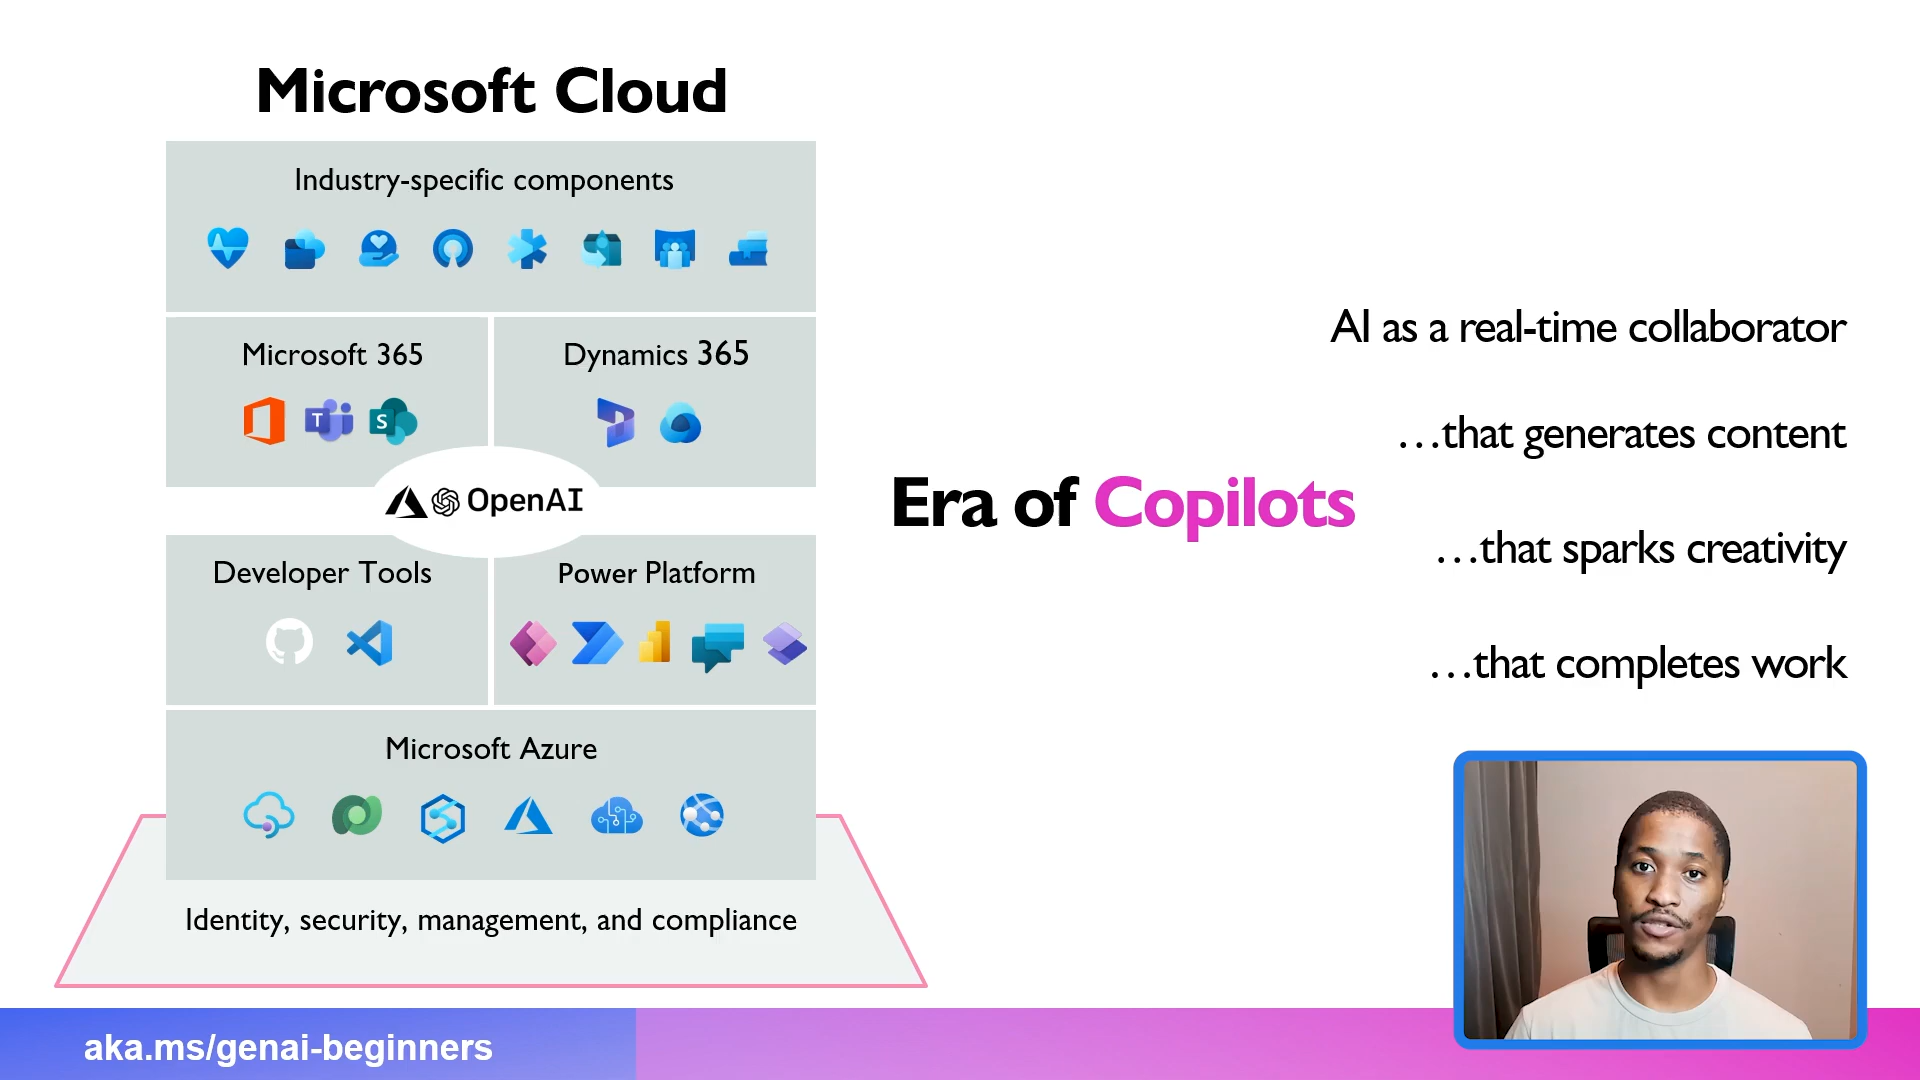 Microsoft Cloud
Industry-specific components
Microsoft 365
Dynamics 365
T
S
OpenAI
Developer Tools
Power Platform
Microsoft Azure
Identity, security, management, and compliance
Era of Copilots
AI as a real-time collaborator
...that generates content
...that sparks creativity
...that completes work
aka.ms/genai-beginners